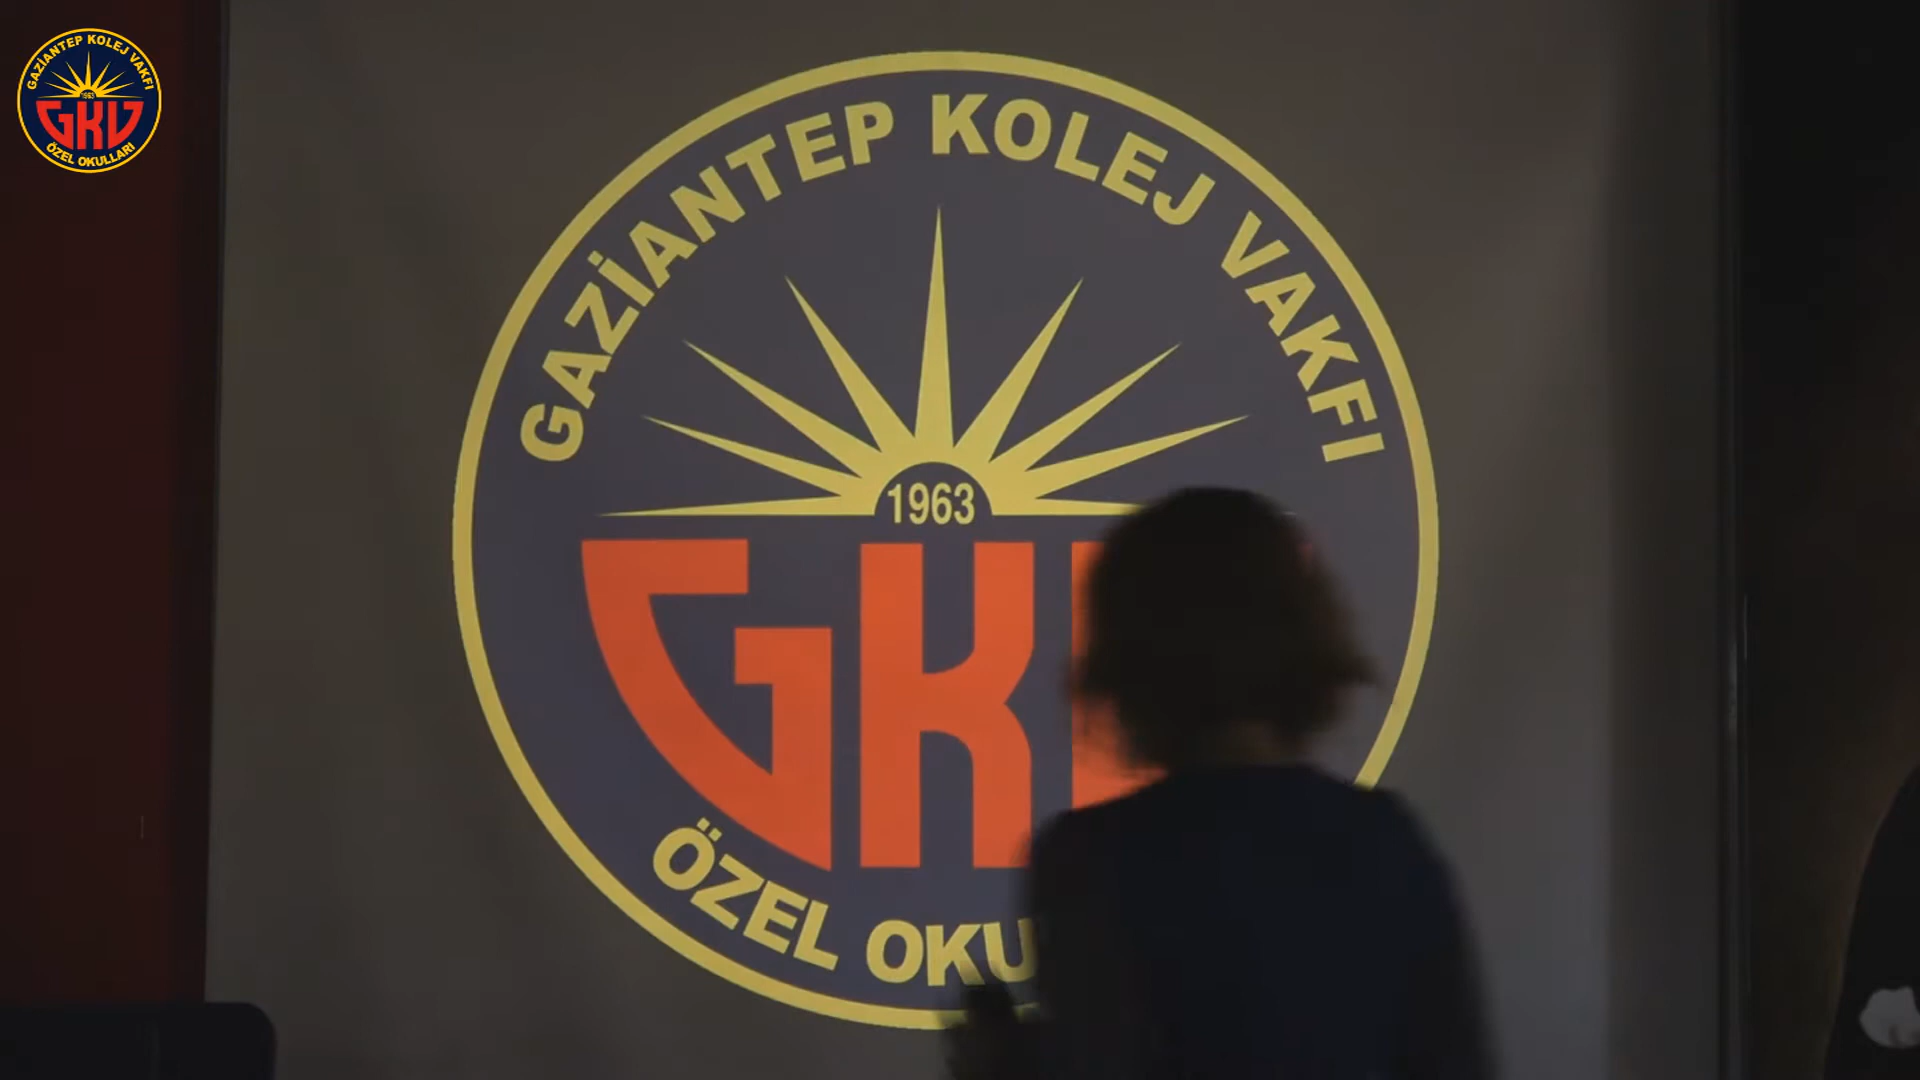 GAZİANTEP KOLEJ VAKFI
1963
GKV
ÖZEL OKULLARI
GAZİANTEP KOLEJ VAKFI
1963
GK
ÖZEL OKU